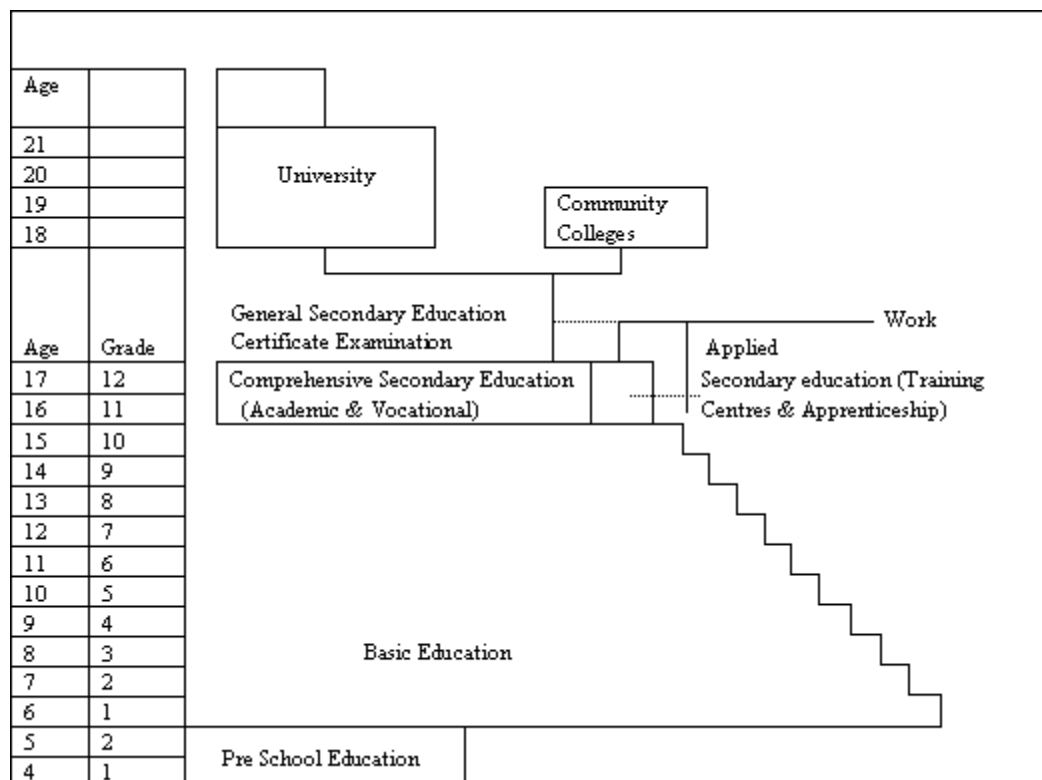 Age
21
20
University
19
Community
18
Colleges
General Secondary Education
Work
Certificate Examination
Age Grade
Applied
17 12
Comprehensive Secondary Education
Secondary education (Training
16 11
(Academic & Vocational)
Centres & Apprenticeship)
15 10
14 9
13 8
12 7
11 6
10 5
9 4
8 3
Basic Education
7 2
6 1
5 2
Pre School Education
4 1